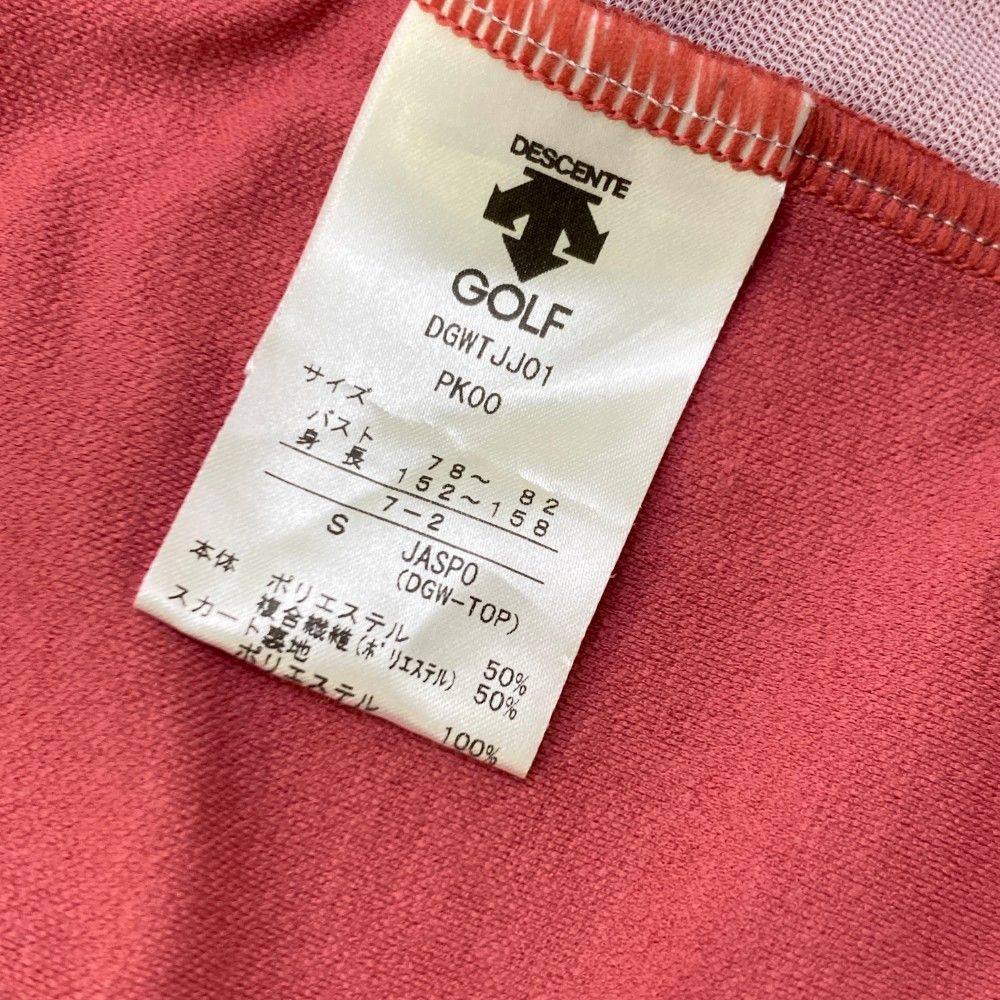 DESCENTE
GOLF
DGWTJJ01
PK00
サイズ
バスト 78～ 82
身長 152～158
7-2
S JASPO
(DGW-TOP)
本体
ポリエステル 50%
複合繊維(ポリエステル) 50%
スカート裏地
ポリエステル 100%